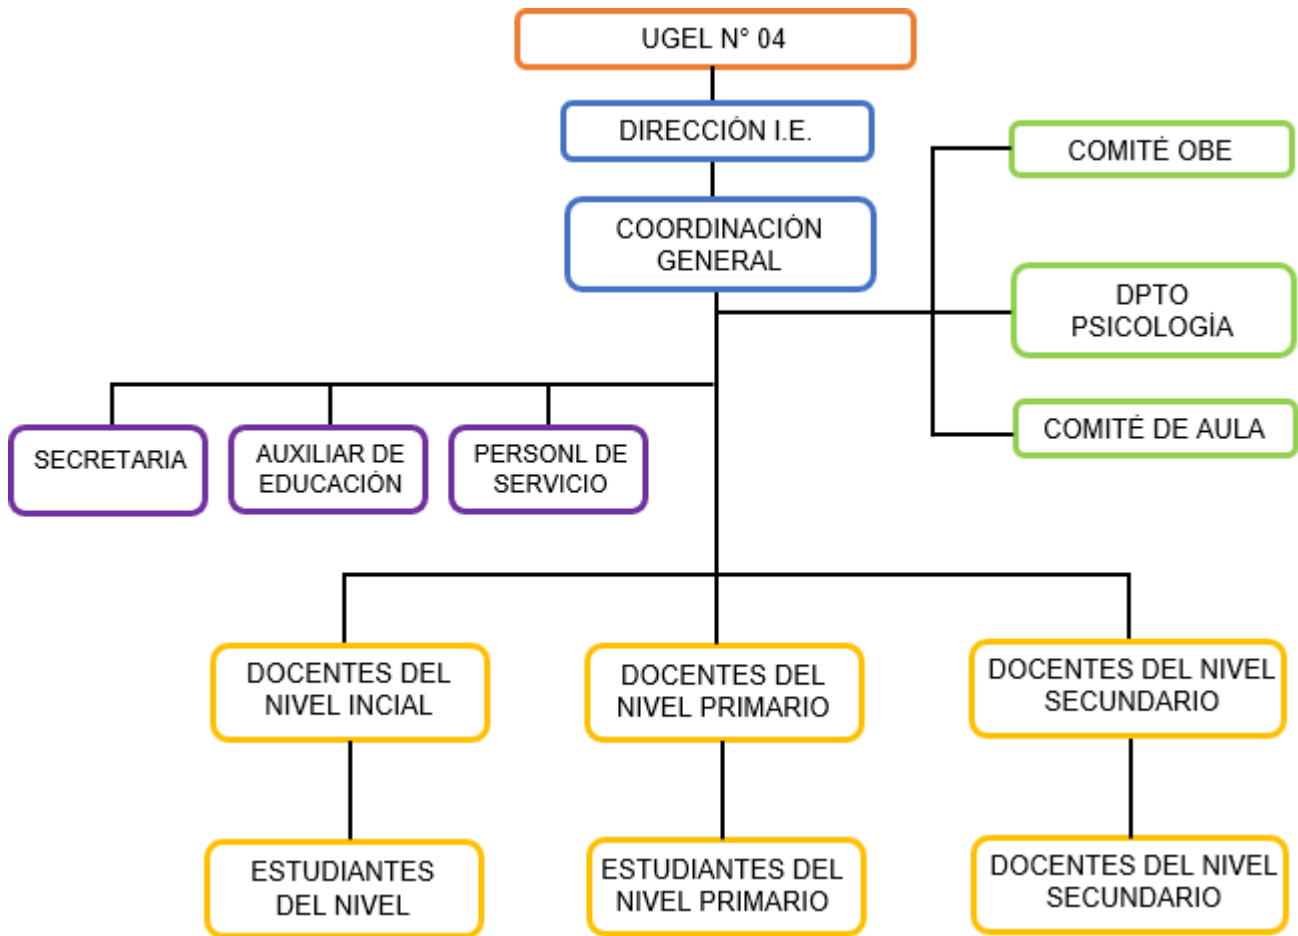 UGEL N° 04
DIRECCIÓN I.E.
COORDINACIÓN
GENERAL
COMITÉ OBE
DPTO
PSICOLOGÍA
COMITÉ DE AULA
SECRETARIA
AUXILIAR DE
EDUCACIÓN
PERSONL DE
SERVICIO
DOCENTES DEL
NIVEL INCIAL
DOCENTES DEL
NIVEL PRIMARIO
DOCENTES DEL NIVEL
SECUNDARIO
ESTUDIANTES
DEL NIVEL
ESTUDIANTES DEL
NIVEL PRIMARIO
DOCENTES DEL NIVEL
SECUNDARIO